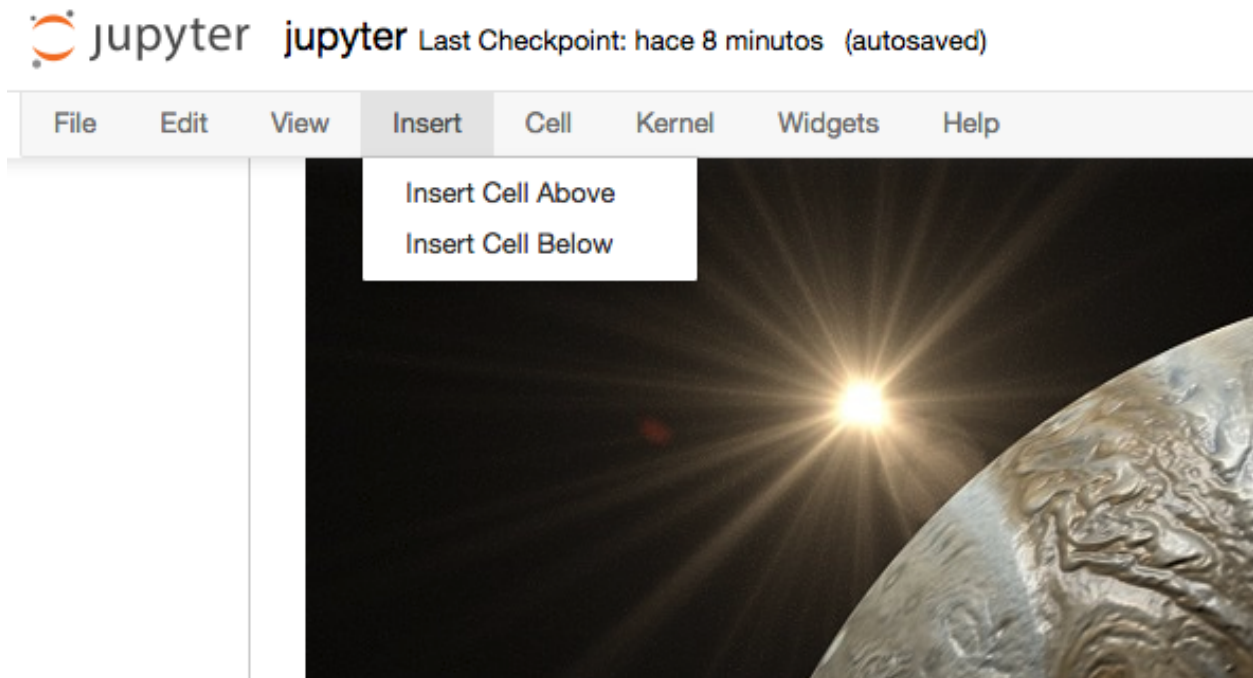 jupyter jupyter Last Checkpoint: hace 8 minutos (autosaved)
File Edit View Insert Cell Kernel Widgets Help
Insert Cell Above
Insert Cell Below